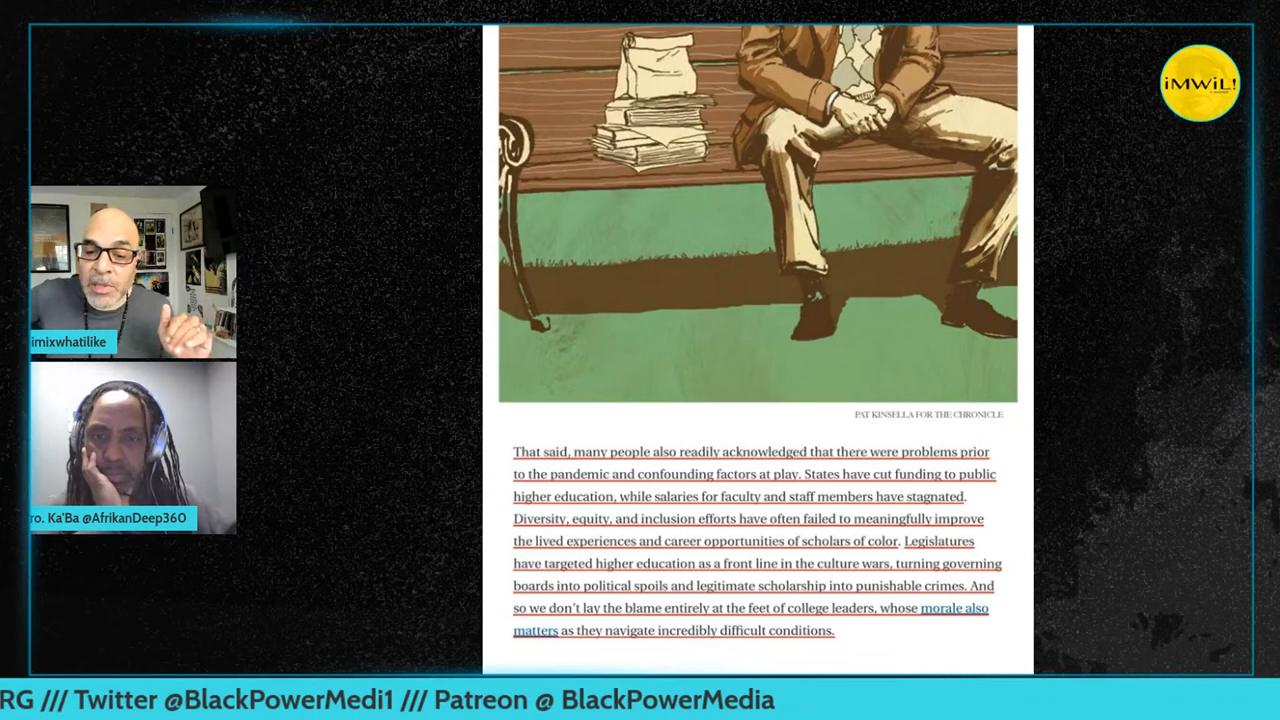 iMWiL!
imixwhatilike
ro. Ka'Ba @AfrikanDeep360
PAT KINSELLA FOR THE CHRONICLE
That said, many people also readily acknowledged that there were problems prior
to the pandemic and confounding factors at play. States have cut funding to public
higher education, while salaries for faculty and staff members have stagnated.
Diversity, equity, and inclusion efforts have often failed to meaningfully improve
the lived experiences and career opportunities of scholars of color. Legislatures
have targeted higher education as a front line in the culture wars, turning governing
boards into political spoils and legitimate scholarship into punishable crimes. And
so we don't lay the blame entirely at the feet of college leaders, whose morale also
matters as they navigate incredibly difficult conditions.
RG /// Twitter @BlackPowerMedi1 /// Patreon @ BlackPowerMedia